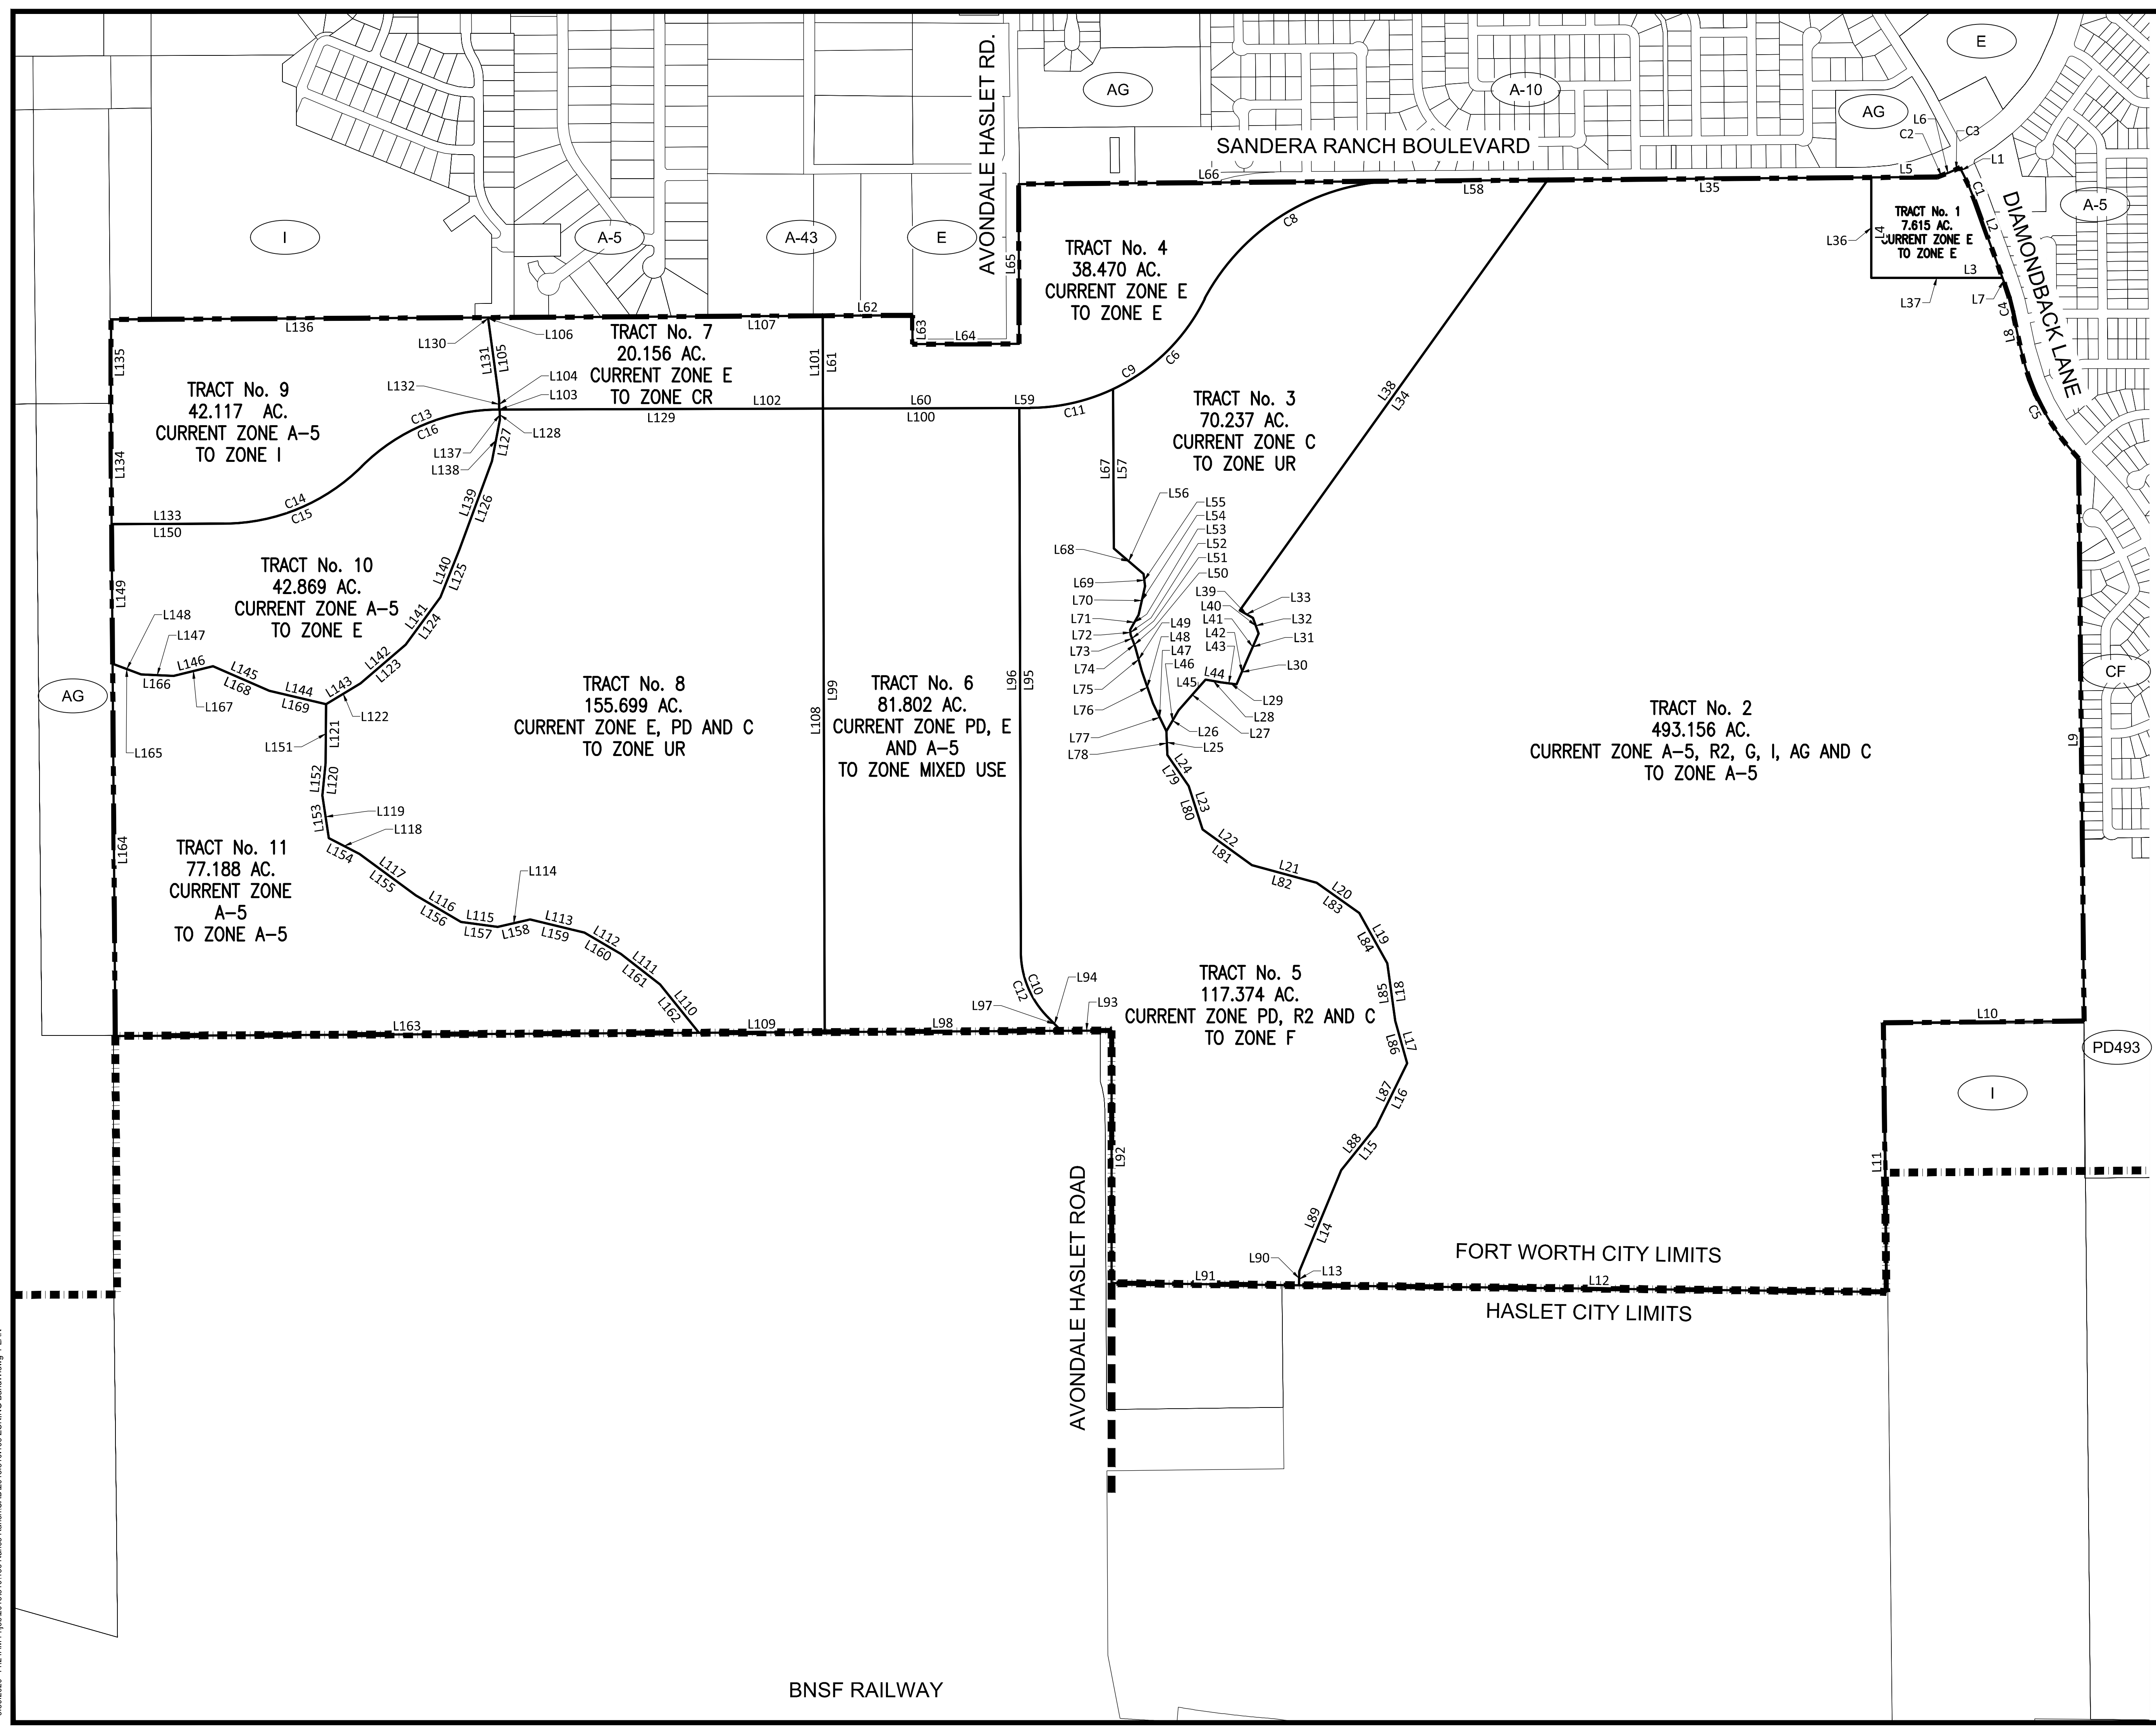 E
AG
A-10
AG
L6
C2
C3
L1
SANDERA RANCH BOULEVARD
AVONDALE HASLET RD.
L66
L58
L35
L5
C1
L2
DIAMONDBACK LANE
A-5
I
A-5
A-43
E
L65
TRACT No. 4
38.470 AC.
CURRENT ZONE E
TO ZONE E
C8
TRACT No. 1
7.615 AC.
CURRENT ZONE E
TO ZONE E
L36
L4
L3
L37
L7
C4
L8
C5
L136
L130
L106
L107
L62
L63
L64
L135
L131
L105
L101
L61
TRACT No. 7
20.156 AC.
CURRENT ZONE E
TO ZONE CR
L132
L104
L103
L102
L129
L60
L100
L59
C11
C9
C6
TRACT No. 9
42.117 AC.
CURRENT ZONE A-5
TO ZONE I
C13
C16
L128
L127
L137
L138
L134
L133
L150
C14
C15
L139
L126
TRACT No. 3
70.237 AC.
CURRENT ZONE C
TO ZONE UR
L38
L34
L67
L57
L56
L55
L54
L53
L52
L51
L50
L68
L69
L70
L71
L72
L73
L74
L75
L76
L77
L78
L49
L48
L47
L46
L45
L44
L39
L40
L41
L42
L43
L33
L32
L31
L30
L29
L28
L27
L26
L25
TRACT No. 10
42.869 AC.
CURRENT ZONE A-5
TO ZONE E
L149
L148
L147
L146
L145
L144
L143
L142
L123
L141
L124
L140
L125
L166
L167
L168
L169
L165
L122
L121
L151
L152
L120
L153
L119
L118
AG
TRACT No. 8
155.699 AC.
CURRENT ZONE E, PD AND C
TO ZONE UR
L108
L99
TRACT No. 6
81.802 AC.
CURRENT ZONE PD, E
AND A-5
TO ZONE MIXED USE
L96
L95
TRACT No. 2
493.156 AC.
CURRENT ZONE A-5, R2, G, I, AG AND C
TO ZONE A-5
L9
CF
L24
L79
L23
L80
L22
L81
L21
L82
L20
L83
L19
L84
L18
L85
L17
L86
L87
L16
L88
L15
L89
L14
TRACT No. 11
77.188 AC.
CURRENT ZONE
A-5
TO ZONE A-5
L164
L154
L117
L155
L116
L156
L115
L157
L114
L158
L113
L159
L112
L160
L111
L161
L110
L162
L163
L109
L98
C10
C12
L97
L94
L93
TRACT No. 5
117.374 AC.
CURRENT ZONE PD, R2 AND C
TO ZONE F
L10
PD493
I
L11
L92
AVONDALE HASLET ROAD
L90
L13
L91
L12
FORT WORTH CITY LIMITS
HASLET CITY LIMITS
BNSF RAILWAY